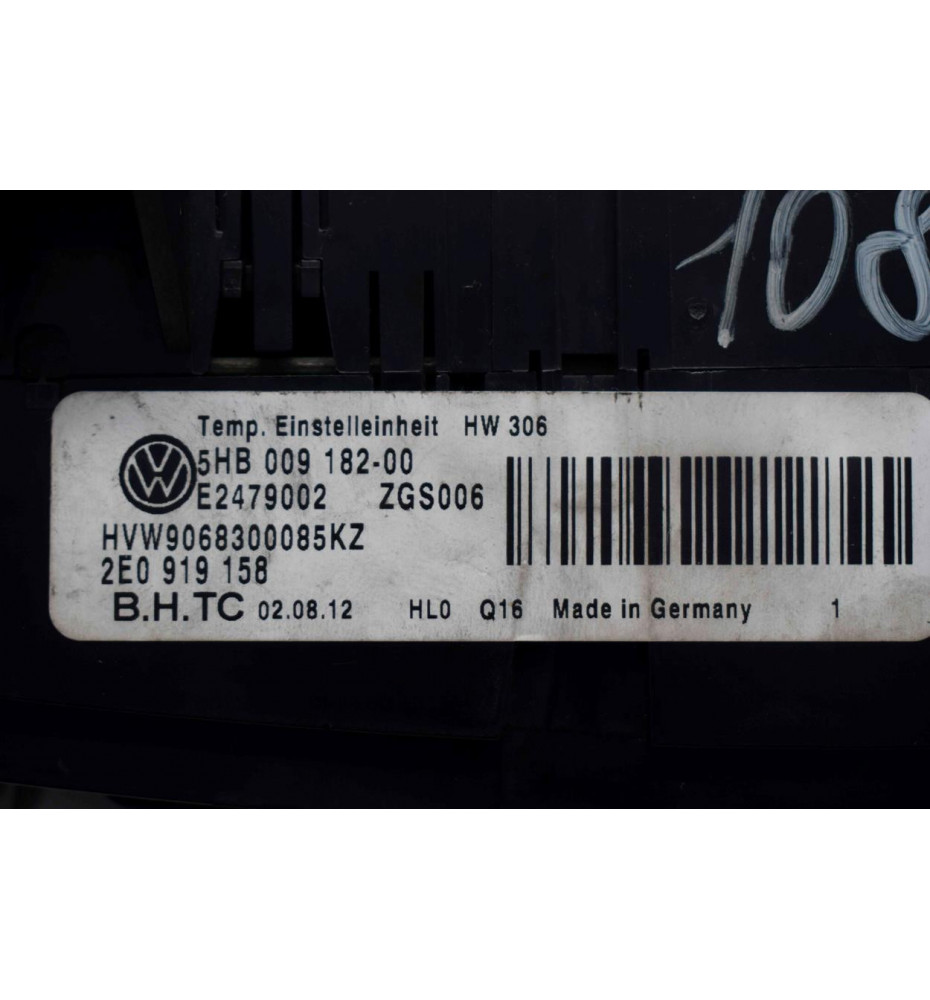 108
Temp. Einstelleinheit HW 306
5HB 009 182-00
E2479002 ZGS006
HVW9068300085KZ
2E0 919 158
B.H.TC 02.08.12 HL0 Q16 Made in Germany 1